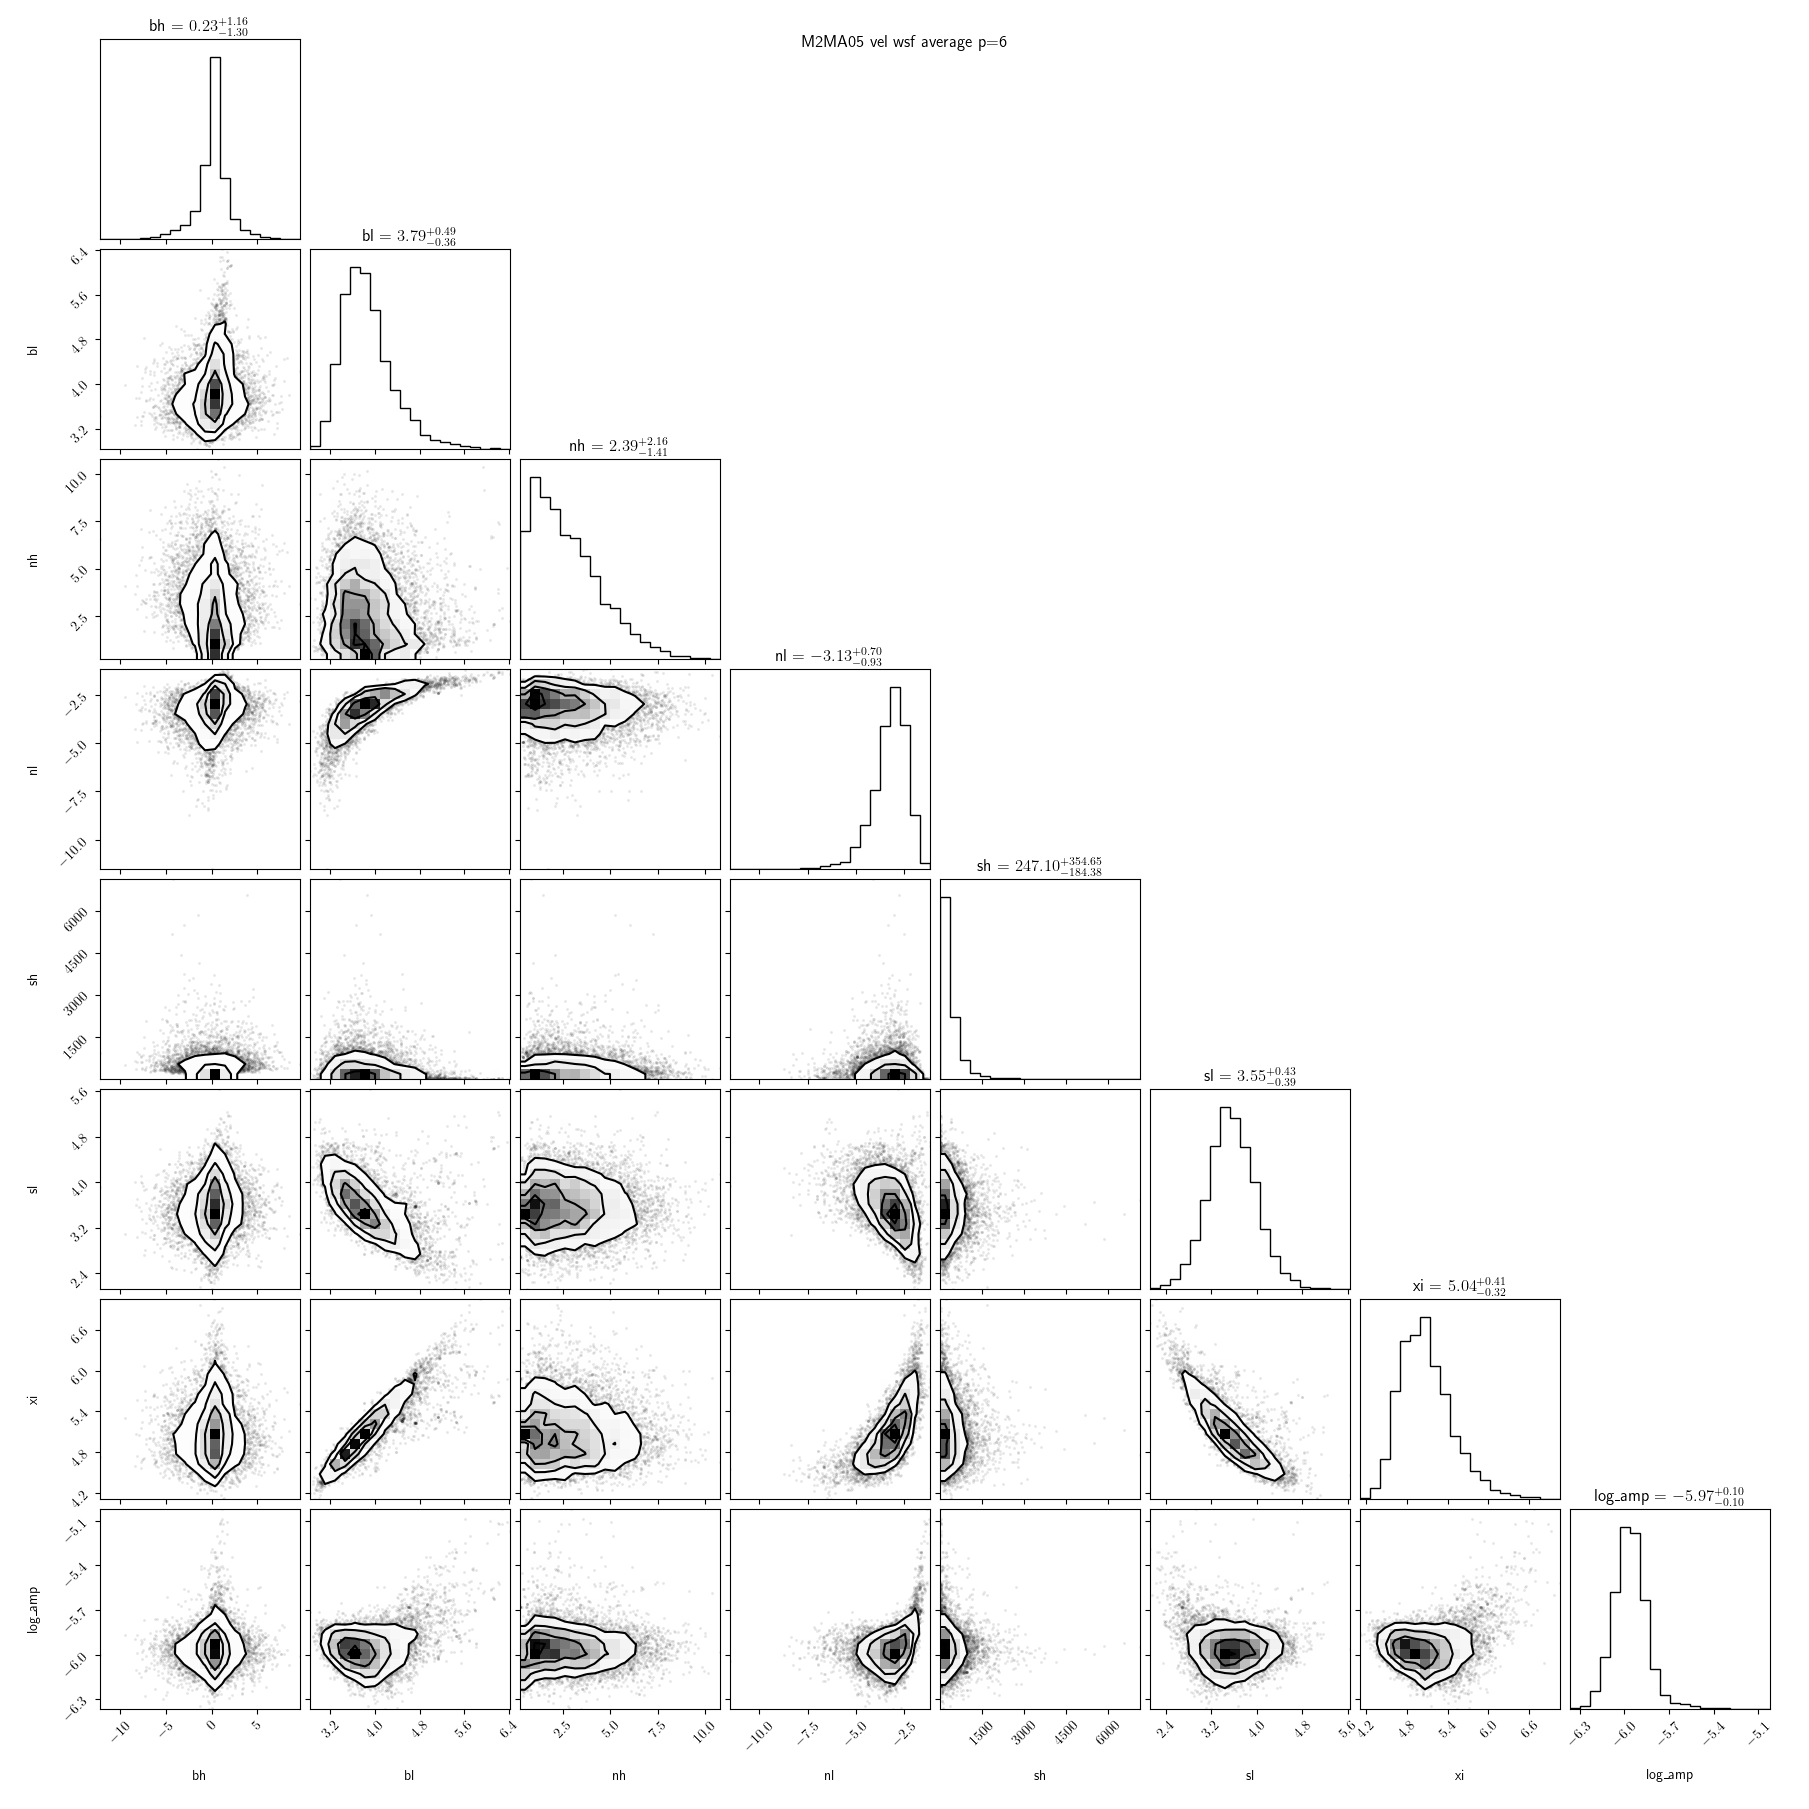 bh = 0.23+1.16−1.30
M2MA05 vel wsf average p=6
bl = 3.79+0.49−0.36
6.4
5.6
4.8
4.0
3.2
bl
nh = 2.39+2.16−1.41
10.0
7.5
5.0
2.5
nh
nl = −3.13+0.70−0.93
−2.5
−5.0
−7.5
−10.0
nl
sh = 247.10+354.65−184.38
6000
4500
3000
1500
sh
sl = 3.55+0.43−0.39
5.6
4.8
4.0
3.2
2.4
sl
xi = 5.04+0.41−0.32
6.6
6.0
5.4
4.8
4.2
xi
log_amp = −5.97+0.10−0.10
−5.1
−5.4
−5.7
−6.0
−6.3
log_amp
−10 −5 0 5 3.2 4.0 4.8 5.6 6.4 2.5 5.0 7.5 10.0 −10.0 −7.5 −5.0 −2.5 1500 3000 4500 6000 2.4 3.2 4.0 4.8 5.6 4.2 4.8 5.4 6.0 6.6 −6.3 −6.0 −5.7 −5.4 −5.1
bh bl nh nl sh sl xi log_amp